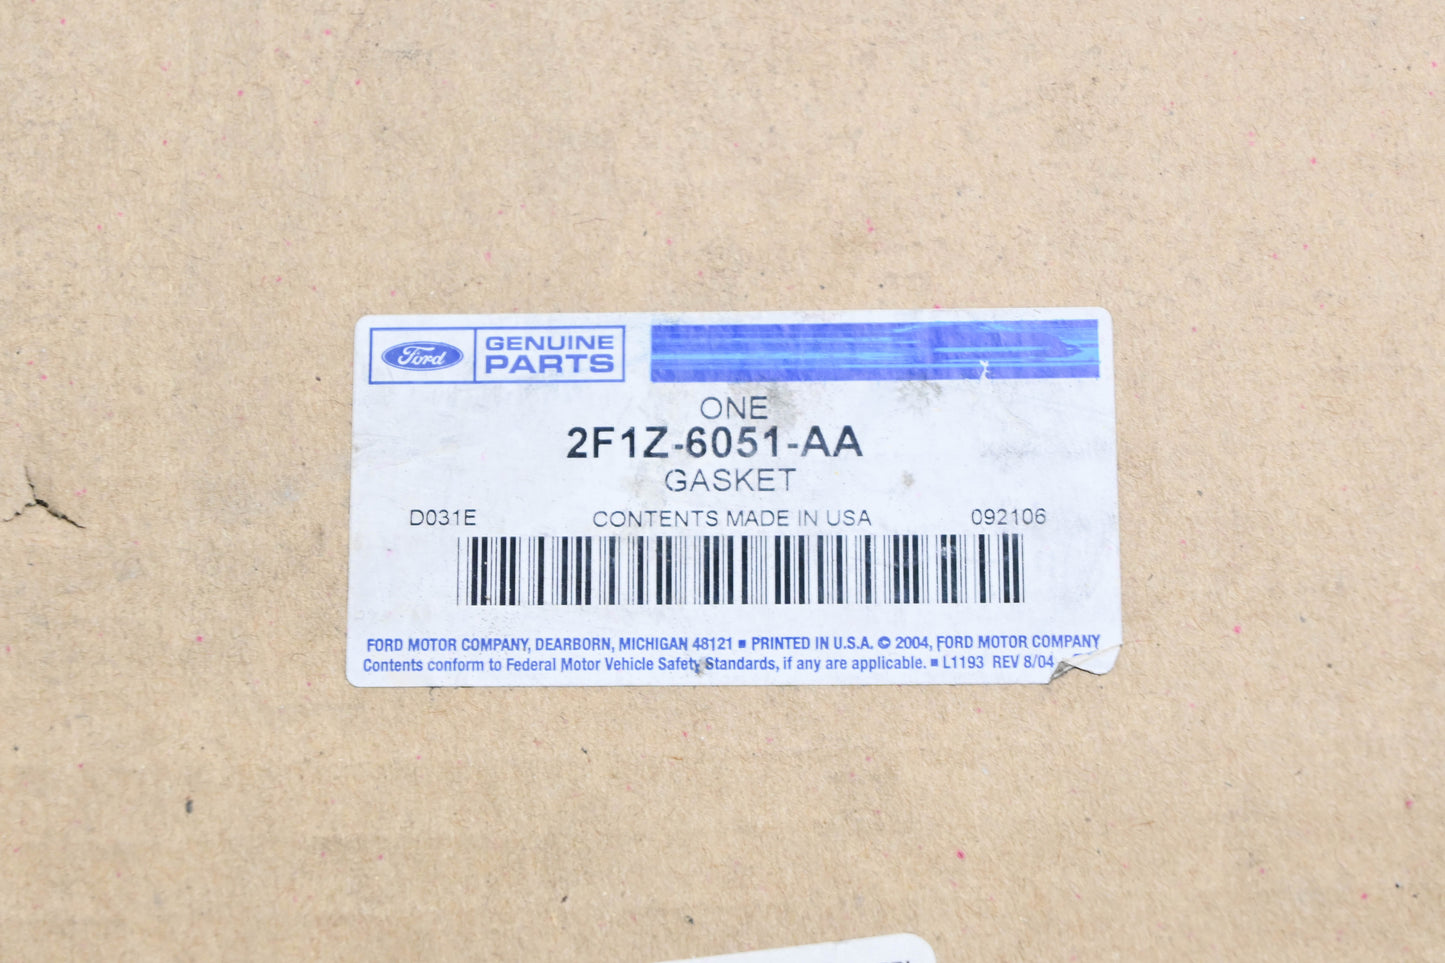 Ford GENUINE
PARTS
ONE
2F1Z-6051-AA
GASKET
D031E CONTENTS MADE IN USA 092106
FORD MOTOR COMPANY, DEARBORN, MICHIGAN 48121 ■ PRINTED IN U.S.A. © 2004, FORD MOTOR COMPANY
Contents conform to Federal Motor Vehicle Safety Standards, if any are applicable. ■ L1193 REV 8/04